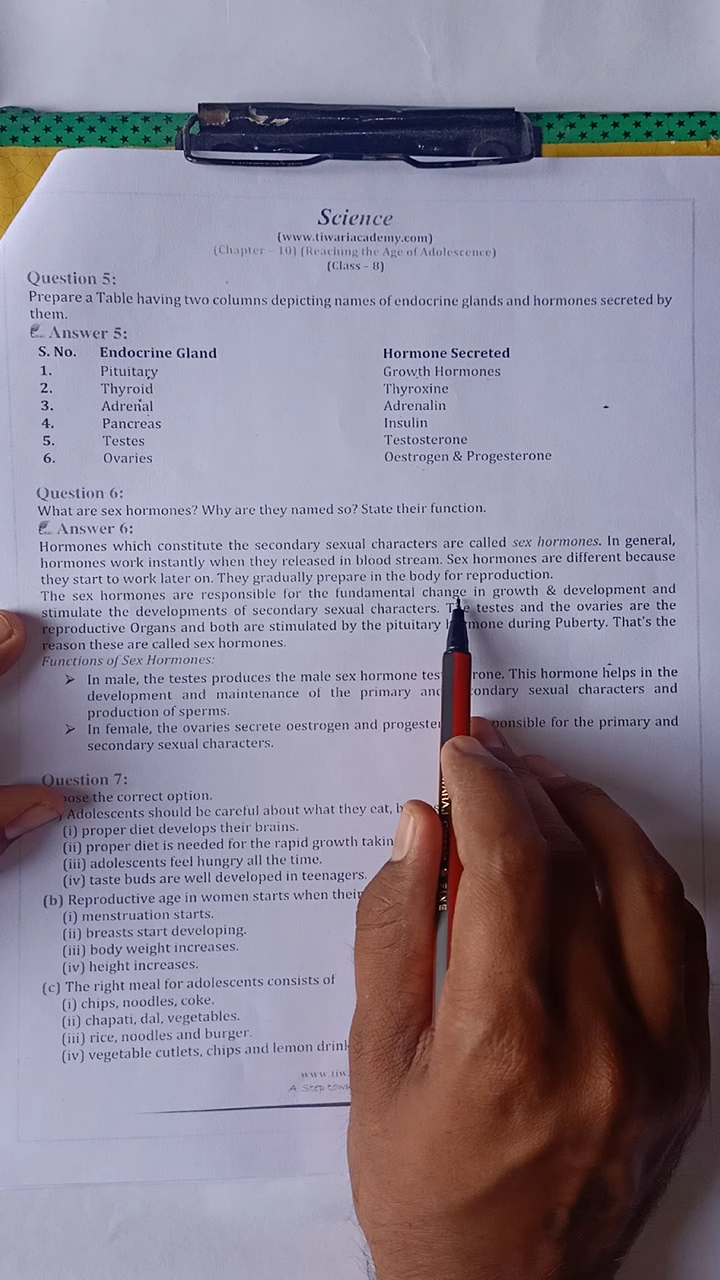 Science
(www.tiwariacademy.com)
(Chapter – 10) (Reaching the Age of Adolescence)
(Class – 8)
Question 5:
Prepare a Table having two columns depicting names of endocrine glands and hormones secreted by
them.
Answer 5:
S. No. Endocrine Gland Hormone Secreted
1. Pituitary Growth Hormones
2. Thyroid Thyroxine
3. Adrenal Adrenalin
4. Pancreas Insulin
5. Testes Testosterone
6. Ovaries Oestrogen & Progesterone
Question 6:
What are sex hormones? Why are they named so? State their function.
Answer 6:
Hormones which constitute the secondary sexual characters are called sex hormones. In general,
hormones work instantly when they released in blood stream. Sex hormones are different because
they start to work later on. They gradually prepare in the body for reproduction.
The sex hormones are responsible for the fundamental change in growth & development and
stimulate the developments of secondary sexual characters. testes and the ovaries are the
reproductive Organs and both are stimulated by the pituitary during Puberty. That's the
reason these are called sex hormones.
Functions of Sex Hormones:
➢ In male, the testes produces the male sex hormone This hormone helps in the
development and maintenance of the primary sexual characters and
production of sperms.
➢ In female, the ovaries secrete oestrogen and for the primary and
secondary sexual characters.
Question 7:
the correct option.
Adolescents should be careful about what they eat,
(i) proper diet develops their brains.
(ii) proper diet is needed for the rapid growth
(iii) adolescents feel hungry all the time.
(iv) taste buds are well developed in teenagers.
(b) Reproductive age in women starts when their
(i) menstruation starts.
(ii) breasts start developing.
(iii) body weight increases.
(iv) height increases.
(c) The right meal for adolescents consists of
(i) chips, noodles, coke.
(ii) chapati, dal, vegetables.
(iii) rice, noodles and burger.
(iv) vegetable cutlets, chips and lemon
A Step